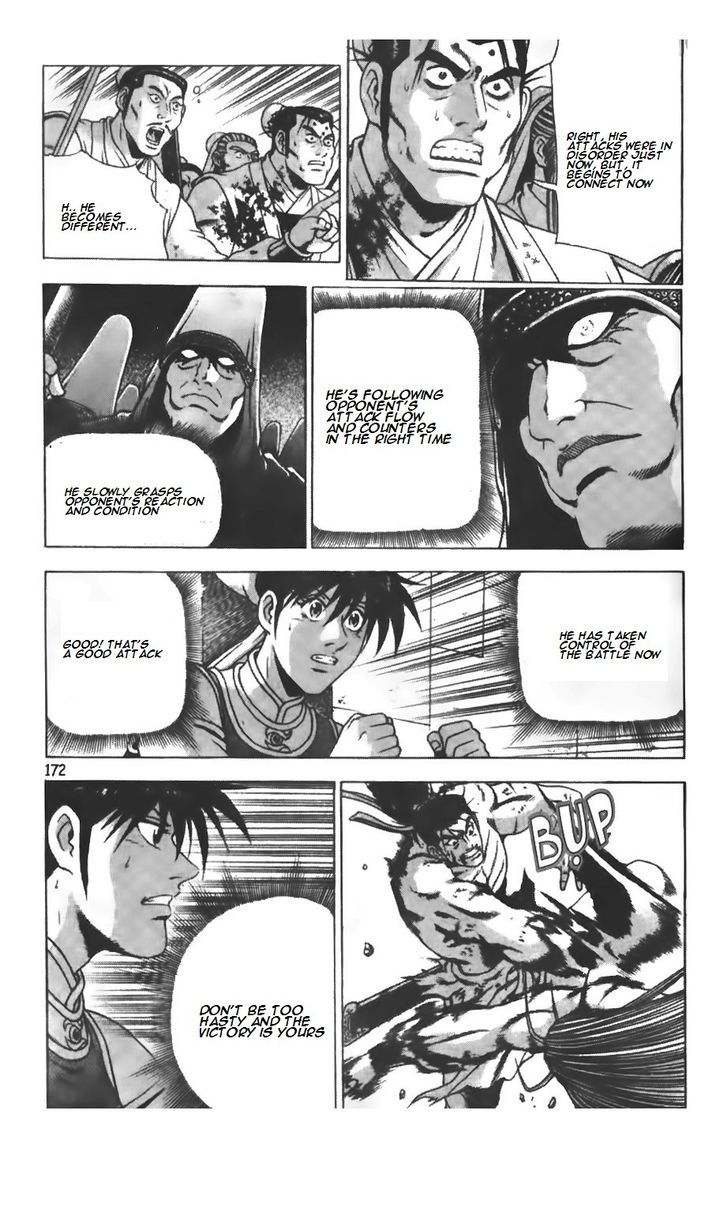 H.. HE
BECOMES
DIFFERENT...
RIGHT, HIS
ATTACKS WERE IN
DISORDER JUST
NOW, BUT, IT
BEGINS TO
CONNECT NOW
HE SLOWLY GRASPS
OPPONENT'S REACTION
AND CONDITION
HE'S FOLLOWING
OPPONENT'S
ATTACK FLOW
AND COUNTERS
IN THE RIGHT TIME
GOOD! THAT'S
A GOOD ATTACK
HE HAS TAKEN
CONTROL OF
THE BATTLE NOW
172
DON'T BE TOO
HASTY AND THE
VICTORY IS YOURS
BUP